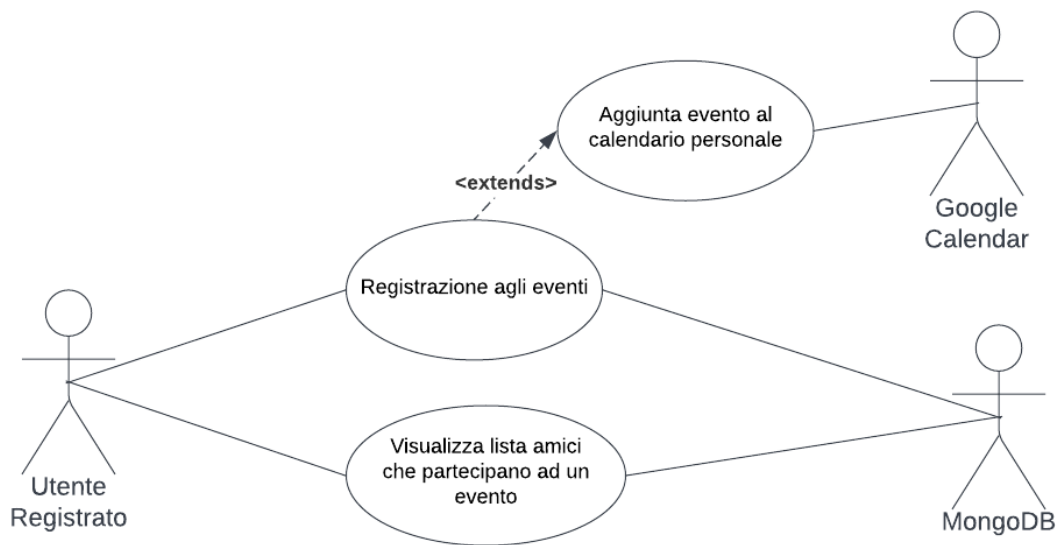 Aggiunta evento al
calendario personale
<extends>
Google
Calendar
Registrazione agli eventi
Visualizza lista amici
che partecipano ad un
evento
Utente
Registrato
MongoDB